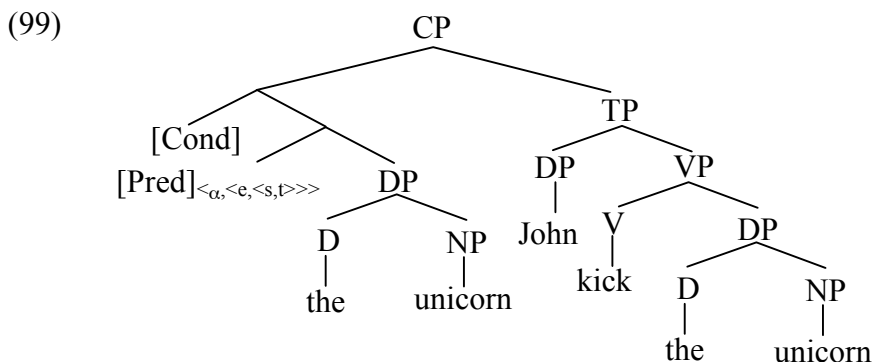 (99)
CP
TP
[Cond]
DP
VP
[Pred]<α,<e,<s,t>>>
DP
D
NP
John
V
DP
kick
D
NP
the
unicorn
the
unicorn